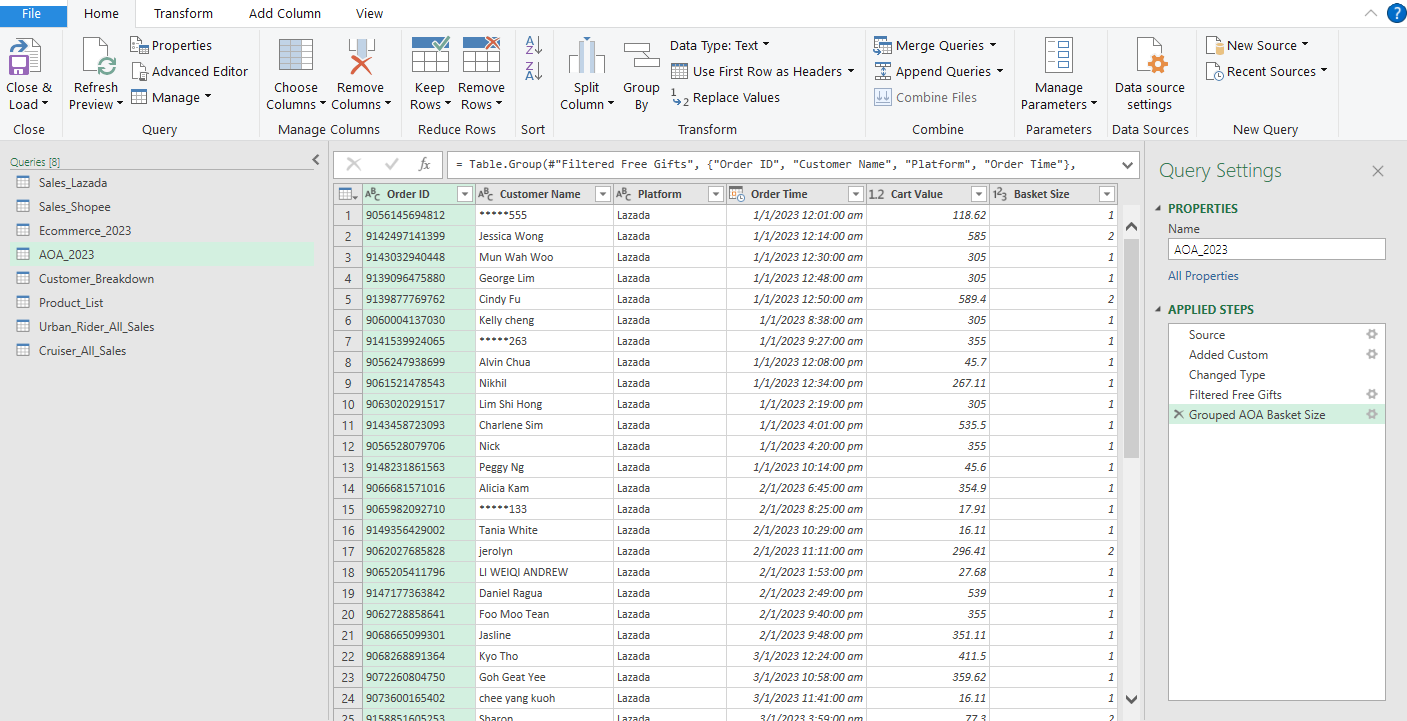 File Home Transform Add Column View
Close & Load
Close
Refresh Preview
Properties
Advanced Editor
Manage
Query
Choose Columns
Remove Columns
Manage Columns
Keep Rows
Remove Rows
Reduce Rows
Sort
Split Column
Group By
Data Type: Text
Use First Row as Headers
Replace Values
Transform
Merge Queries
Append Queries
Combine Files
Combine
Manage Parameters
Parameters
Data source settings
Data Sources
New Source
Recent Sources
New Query
Queries [8]
Sales_Lazada
Sales_Shopee
Ecommerce_2023
AOA_2023
Customer_Breakdown
Product_List
Urban_Rider_All_Sales
Cruiser_All_Sales
fx = Table.Group(#"Filtered Free Gifts", {"Order ID", "Customer Name", "Platform", "Order Time"},
Order ID Customer Name Platform Order Time 1.2 Cart Value Basket Size
1 9056145694812 *****555 Lazada 1/1/2023 12:01:00 am 118.62 1
2 9142497141399 Jessica Wong Lazada 1/1/2023 12:14:00 am 585 2
3 9143032940448 Mun Wah Woo Lazada 1/1/2023 12:30:00 am 305 1
4 9139096475880 George Lim Lazada 1/1/2023 12:48:00 am 305 1
5 9139877769762 Cindy Fu Lazada 1/1/2023 12:50:00 am 589.4 2
6 9060004137030 Kelly cheng Lazada 1/1/2023 8:38:00 am 305 1
7 9141539924065 *****263 Lazada 1/1/2023 9:27:00 am 355 1
8 9056247938699 Alvin Chua Lazada 1/1/2023 12:08:00 pm 45.7 1
9 9061521478543 Nikhil Lazada 1/1/2023 12:34:00 pm 267.11 1
10 9063020291517 Lim Shi Hong Lazada 1/1/2023 2:19:00 pm 305 1
11 9143458723093 Charlene Sim Lazada 1/1/2023 4:01:00 pm 535.5 1
12 9056528079706 Nick Lazada 1/1/2023 4:20:00 pm 355 1
13 9148231861563 Peggy Ng Lazada 1/1/2023 10:14:00 pm 45.6 1
14 9066681571016 Alicia Kam Lazada 2/1/2023 6:45:00 am 354.9 1
15 9065982092710 *****133 Lazada 2/1/2023 8:25:00 am 17.91 1
16 9149356429002 Tania White Lazada 2/1/2023 10:29:00 am 16.11 1
17 9062027685828 jerolyn Lazada 2/1/2023 11:11:00 am 296.41 2
18 9065205411796 LI WEIQI ANDREW Lazada 2/1/2023 1:53:00 pm 27.68 1
19 9147177363842 Daniel Ragua Lazada 2/1/2023 2:49:00 pm 539 1
20 9062728858641 Foo Moo Tean Lazada 2/1/2023 9:40:00 pm 355 1
21 9068665099301 Jasline Lazada 2/1/2023 9:48:00 pm 351.11 1
22 9068268891364 Kyo Tho Lazada 3/1/2023 12:24:00 am 411.5 1
23 9072260804750 Goh Geat Yee Lazada 3/1/2023 10:58:00 am 359.62 1
24 9073600165402 chee yang kuoh Lazada 3/1/2023 11:41:00 am 16.11 1
25 9158851605253 Sharon Lazada 3/1/2023 3:59:00 pm 77.3 2
Query Settings
PROPERTIES
Name
AOA_2023
All Properties
APPLIED STEPS
Source
Added Custom
Changed Type
Filtered Free Gifts
Grouped AOA Basket Size